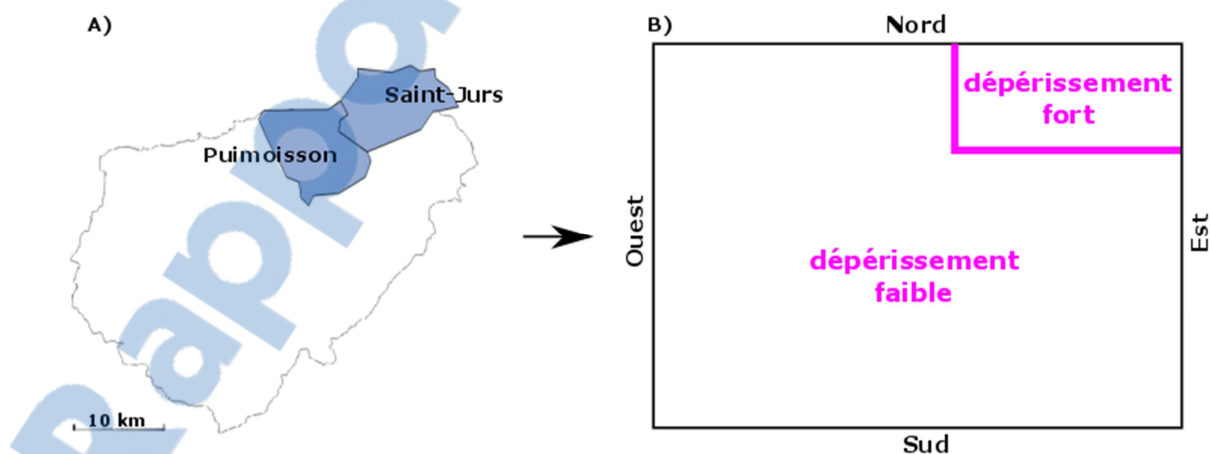 A)
Saint-Jurs
Puimoisson
10 km
B)
Nord
dépérissement
fort
Ouest
Est
dépérissement
faible
Sud